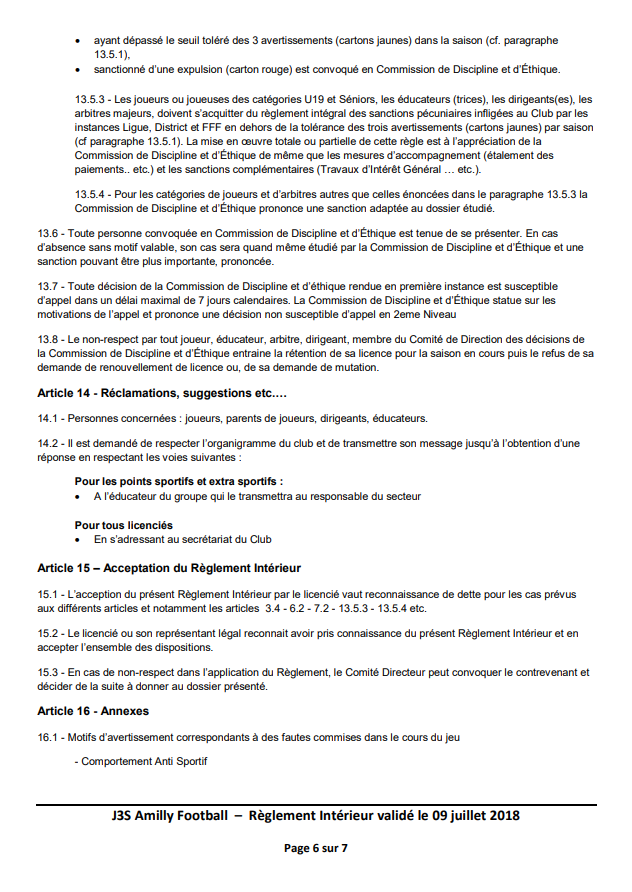 • ayant dépassé le seuil toléré des 3 avertissements (cartons jaunes) dans la saison (cf. paragraphe
13.5.1),
• sanctionné d’une expulsion (carton rouge) est convoqué en Commission de Discipline et d’Éthique.
13.5.3 - Les joueurs ou joueuses des catégories U19 et Séniors, les éducateurs (trices), les dirigeants(es), les
arbitres majeurs, doivent s’acquitter du règlement intégral des sanctions pécuniaires infligées au Club par les
instances Ligue, District et FFF en dehors de la tolérance des trois avertissements (cartons jaunes) par saison
(cf paragraphe 13.5.1). La mise en œuvre totale ou partielle de cette règle est à l’appréciation de la
Commission de Discipline et d’Éthique de même que les mesures d’accompagnement (étalement des
paiements.. etc.) et les sanctions complémentaires (Travaux d’Intérêt Général … etc.).
13.5.4 - Pour les catégories de joueurs et d’arbitres autres que celles énoncées dans le paragraphe 13.5.3 la
Commission de Discipline et d’Éthique prononce une sanction adaptée au dossier étudié.
13.6 - Toute personne convoquée en Commission de Discipline et d’Éthique est tenue de se présenter. En cas
d’absence sans motif valable, son cas sera quand même étudié par la Commission de Discipline et d’Éthique et une
sanction pouvant être plus importante, prononcée.
13.7 - Toute décision de la Commission de Discipline et d’éthique rendue en première instance est susceptible
d’appel dans un délai maximal de 7 jours calendaires. La Commission de Discipline et d’Éthique statue sur les
motivations de l’appel et prononce une décision non susceptible d’appel en 2eme Niveau
13.8 - Le non-respect par tout joueur, éducateur, arbitre, dirigeant, membre du Comité de Direction des décisions de
la Commission de Discipline et d’Éthique entraine la rétention de sa licence pour la saison en cours puis le refus de sa
demande de renouvellement de licence ou, de sa demande de mutation.
Article 14 - Réclamations, suggestions etc.…
14.1 - Personnes concernées : joueurs, parents de joueurs, dirigeants, éducateurs.
14.2 - Il est demandé de respecter l’organigramme du club et de transmettre son message jusqu’à l’obtention d’une
réponse en respectant les voies suivantes :
Pour les points sportifs et extra sportifs :
• A l’éducateur du groupe qui le transmettra au responsable du secteur
Pour tous licenciés
• En s’adressant au secrétariat du Club
Article 15 – Acceptation du Règlement Intérieur
15.1 - L’acception du présent Règlement Intérieur par le licencié vaut reconnaissance de dette pour les cas prévus
aux différents articles et notamment les articles 3.4 - 6.2 - 7.2 - 13.5.3 - 13.5.4 etc.
15.2 - Le licencié ou son représentant légal reconnait avoir pris connaissance du présent Règlement Intérieur et en
accepter l’ensemble des dispositions.
15.3 - En cas de non-respect dans l’application du Règlement, le Comité Directeur peut convoquer le contrevenant et
décider de la suite à donner au dossier présenté.
Article 16 - Annexes
16.1 - Motifs d’avertissement correspondants à des fautes commises dans le cours du jeu
- Comportement Anti Sportif
J3S Amilly Football – Règlement Intérieur validé le 09 juillet 2018
Page 6 sur 7